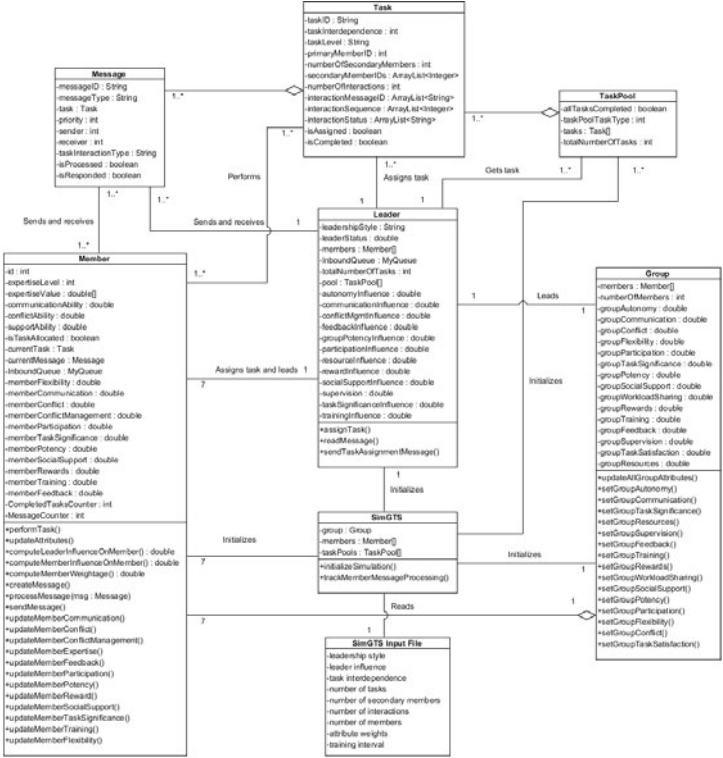 Task
-taskID : String
-taskInterdependence : int
-taskLevel : String
-primaryMemberID : int
-numberOfSecondaryMembers : int
-secondaryMemberIDs : ArrayList<Integer>
-numberOfInteractions : int
-interactionMessageID : ArrayList<String>
-interactionSequence : ArrayList<Integer>
-interactionStatus : ArrayList<String>
-isAssigned : boolean
-isCompleted : boolean
Message
-messageID : String
-messageType : String
-task : Task
-priority : int
-sender : int
-receiver : int
-taskInteractionType : String
-isProcessed : boolean
-isResponded : boolean
TaskPool
-allTasksCompleted : boolean
-taskPoolTaskType : int
-tasks : Task[]
-totalNumberOfTasks : int
1..*
1..*
1..*
Performs
1..*
Assigns task
1
Gets task
1
1..*
1..*
1..*
Sends and receives
1..*
1..*
Sends and receives
1
Leader
-leadershipStyle : String
-leaderStatus : double
-members : Member[]
-InboundQueue : MyQueue
-totalNumberOfTasks : int
-pool : TaskPool[]
-autonomyInfluence : double
-communicationInfluence : double
-conflictMgmtInfluence : double
-feedbackInfluence : double
-groupPotencyInfluence : double
-participationInfluence : double
-resourceInfluence : double
-rewardInfluence : double
-socialSupportInfluence : double
-supervision : double
-taskSignificanceInfluence : double
-trainingInfluence : double
+assignTask()
+readMessage()
+sendTaskAssignmentMessage()
Member
-id : int
-expertiseLevel : int
-expertiseValue : double[]
-communicationAbility : double
-conflictAbility : double
-supportAbility : double
-isTaskAllocated : boolean
-currentTask : Task
-currentMessage : Message
-InboundQueue : MyQueue
-memberFlexibility : double
-memberCommunication : double
-memberConflict : double
-memberConflictManagement : double
-memberParticipation : double
-memberTaskSignificance : double
-memberPotency : double
-memberSocialSupport : double
-memberRewards : double
-memberTraining : double
-memberFeedback : double
-CompletedTasksCounter : int
-MessageCounter : int
+performTask()
+updateAttributes()
+computeLeaderInfluenceOnMember() : double
+computeMemberInfluenceOnMember() : double
+computeMemberWeightage() : double
+createMessage()
+processMessage(msg : Message)
+sendMessage()
+updateMemberCommunication()
+updateMemberConflict()
+updateMemberConflictManagement()
+updateMemberExpertise()
+updateMemberFeedback()
+updateMemberParticipation()
+updateMemberPotency()
+updateMemberReward()
+updateMemberSocialSupport()
+updateMemberTaskSignificance()
+updateMemberTraining()
+updateMemberFlexibility()
1..*
Assigns task and leads
1
7
1
Leads
1
Initializes
Group
-members : Member[]
-numberOfMembers : int
-groupAutonomy : double
-groupCommunication : double
-groupConflict : double
-groupFlexibility : double
-groupParticipation : double
-groupTaskSignificance : double
-groupPotency : double
-groupSocialSupport : double
-groupWorkloadSharing : double
-groupRewards : double
-groupTraining : double
-groupFeedback : double
-groupSupervision : double
-groupTaskSatisfaction : double
-groupResources : double
+updateAllGroupAttributes()
+setGroupAutonomy()
+setGroupCommunication()
+setGroupTaskSignificance()
+setGroupResources()
+setGroupSupervision()
+setGroupFeedback()
+setGroupTraining()
+setGroupRewards()
+setGroupWorkloadSharing()
+setGroupSocialSupport()
+setGroupPotency()
+setGroupParticipation()
+setGroupFlexibility()
+setGroupConflict()
+setGroupTaskSatisfaction()
1
Initializes
SimGTS
-group : Group
-members : Member[]
-taskPools : TaskPool[]
+initializeSimulation()
+trackMemberMessageProcessing()
Initializes
7
Initializes
1
Reads
1
7
1
SimGTS Input File
-leadership style
-leader influence
-task interdependence
-number of tasks
-number of secondary members
-number of interactions
-number of members
-attribute weights
-training interval